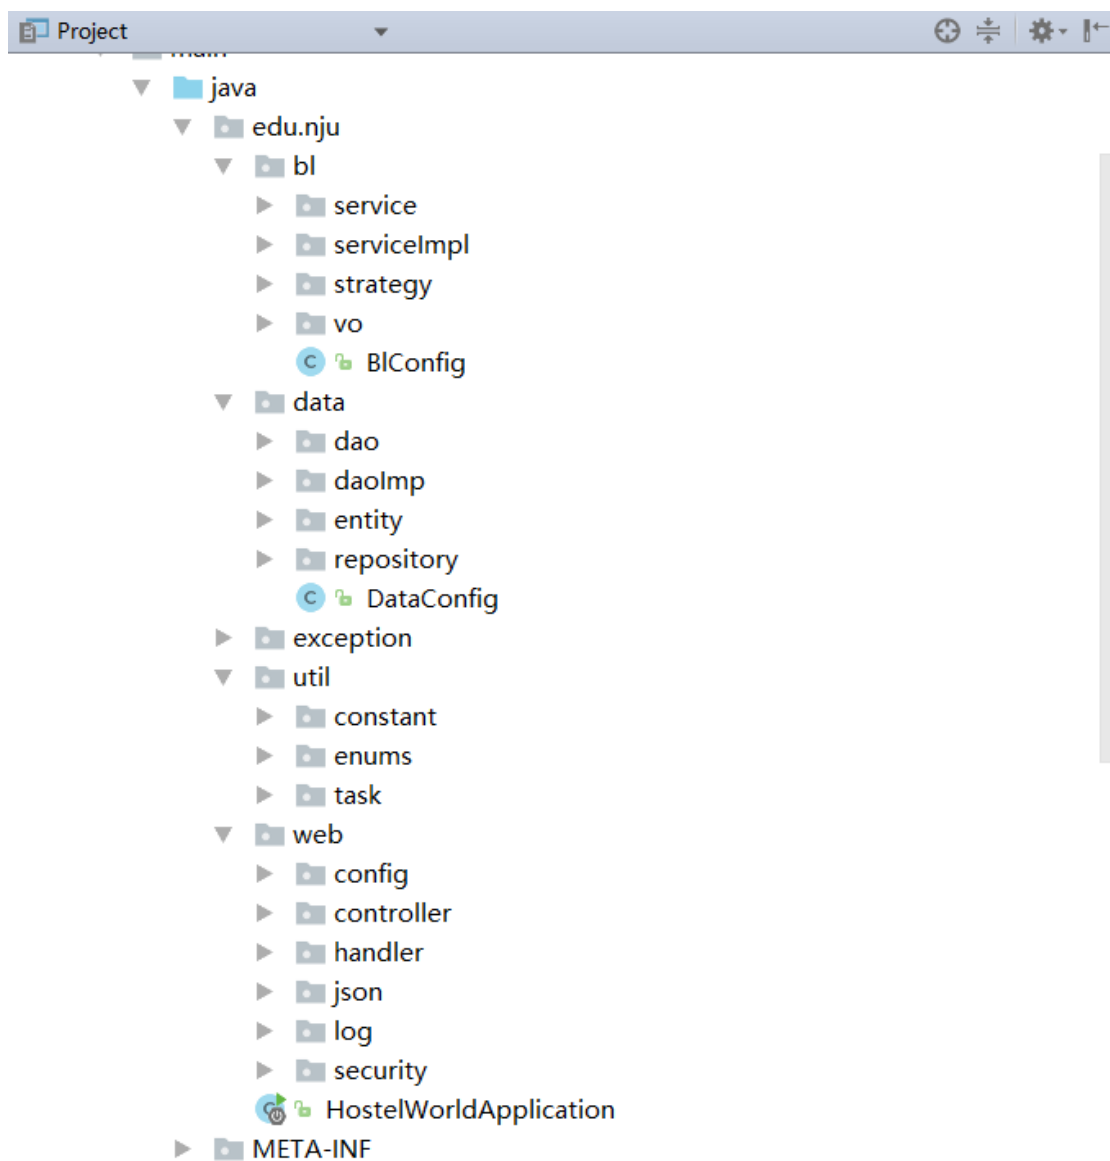 Project
main
java
edu.nju
bl
service
serviceImpl
strategy
vo
BlConfig
data
dao
daoImp
entity
repository
DataConfig
exception
util
constant
enums
task
web
config
controller
handler
json
log
security
HostelWorldApplication
META-INF